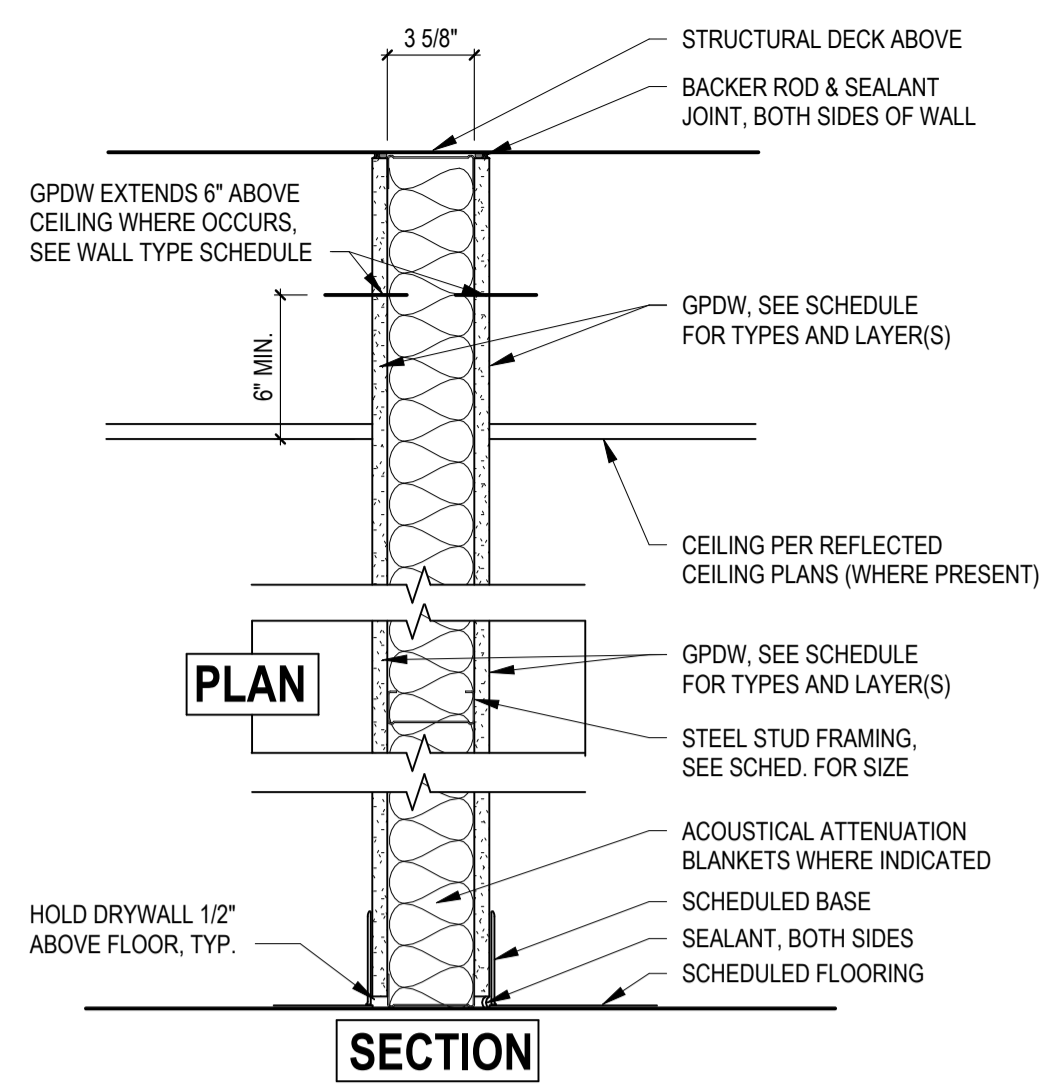 3 5/8"
STRUCTURAL DECK ABOVE
BACKER ROD & SEALANT
JOINT, BOTH SIDES OF WALL
GPDW EXTENDS 6" ABOVE
CEILING WHERE OCCURS,
SEE WALL TYPE SCHEDULE
GPDW, SEE SCHEDULE
FOR TYPES AND LAYER(S)
6" MIN.
CEILING PER REFLECTED
CEILING PLANS (WHERE PRESENT)
PLAN
GPDW, SEE SCHEDULE
FOR TYPES AND LAYER(S)
STEEL STUD FRAMING,
SEE SCHED. FOR SIZE
ACOUSTICAL ATTENUATION
BLANKETS WHERE INDICATED
HOLD DRYWALL 1/2"
ABOVE FLOOR, TYP.
SCHEDULED BASE
SEALANT, BOTH SIDES
SCHEDULED FLOORING
SECTION